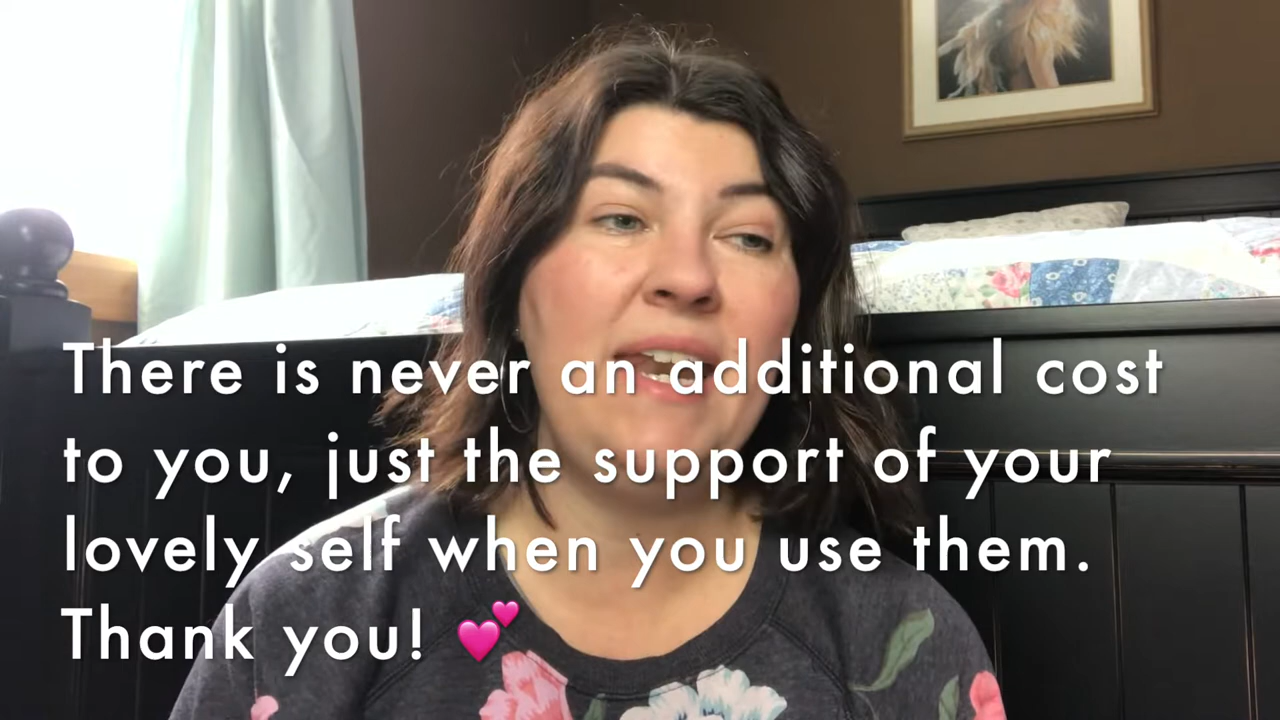 There is never an additional cost
to you, just the support of your
lovely self when you use them.
Thank you! 💕